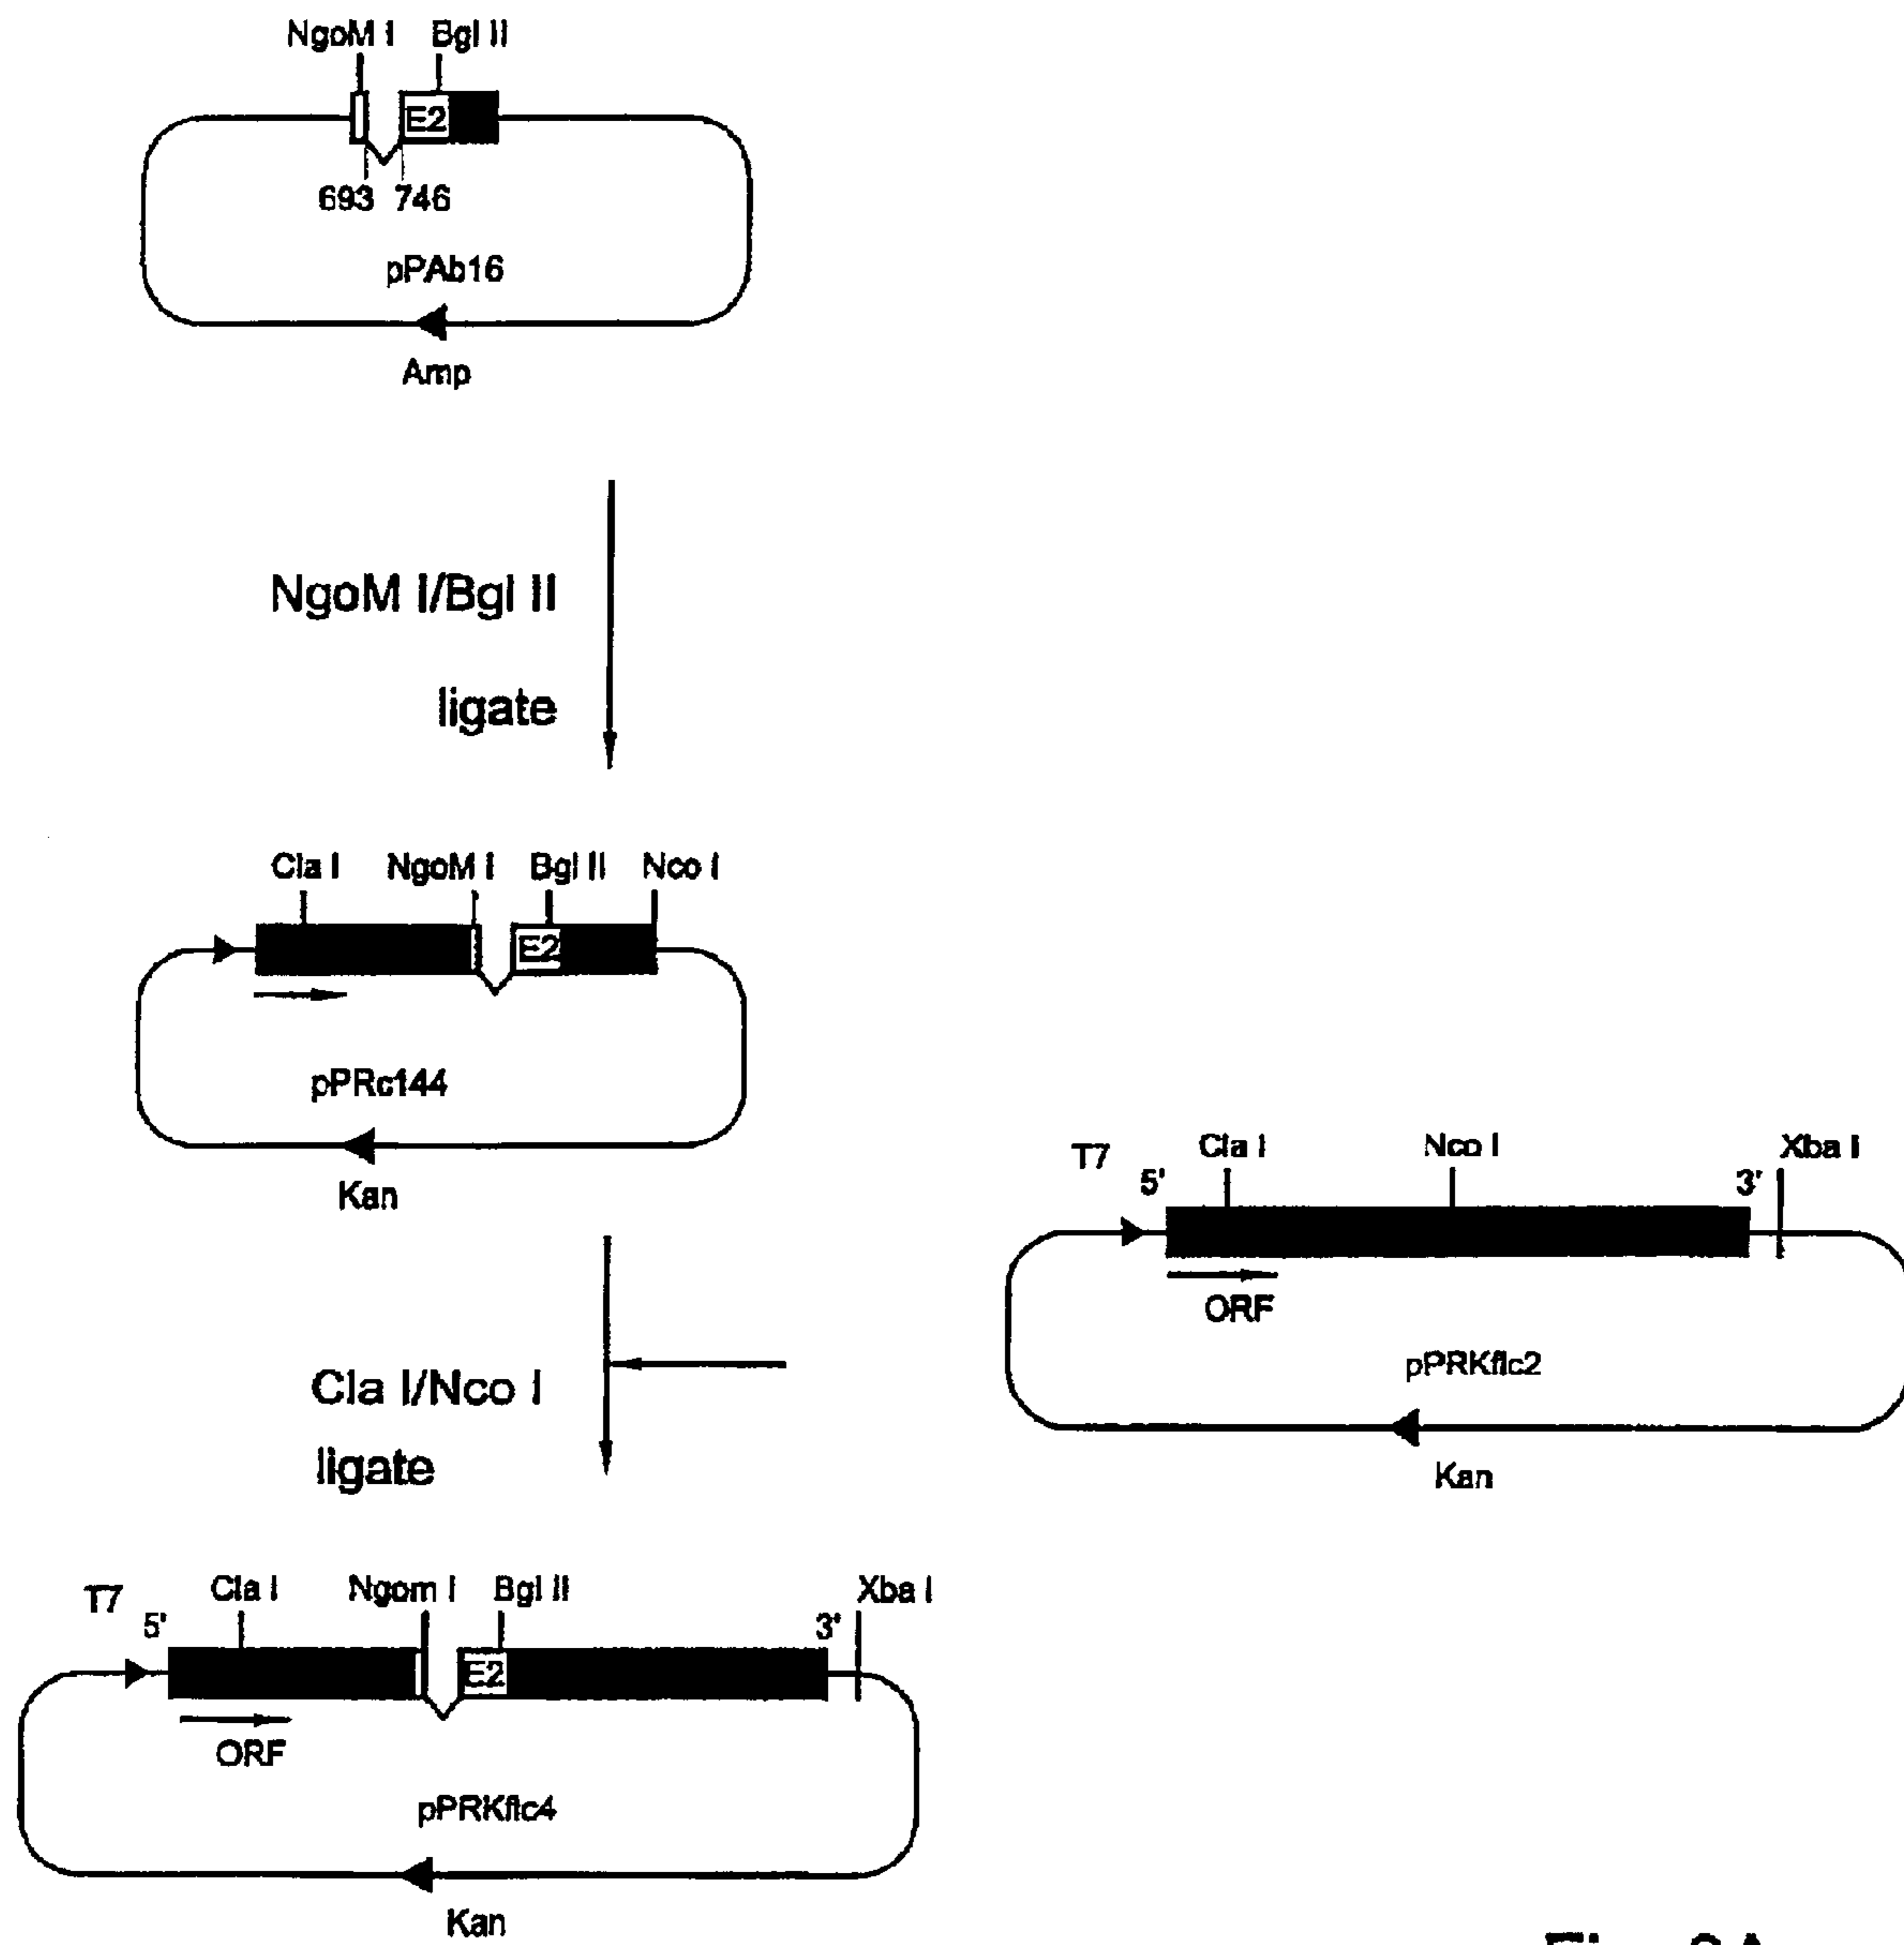 NgoM I Bgl II
E2
693 746
pPAb16
Amp
NgoM I/Bgl II
ligate
Cla I NgoM I Bgl II Nco I
E2
pPRc144
Kan
T7 5' Cla I Nco I 3' Xba I
ORF
pPRKflc2
Kan
Cla I/Nco I
ligate
T7 5' Cla I Ngom I Bgl II 3' Xba I
E2
ORF
pPRKflc4
Kan